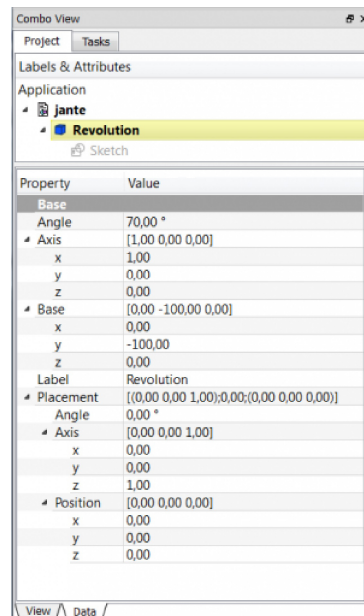 Combo View
Project Tasks
Labels & Attributes
Application
jante
Revolution
Sketch
Property Value
Base
Angle 70,00 °
Axis [1,00 0,00 0,00]
x 1,00
y 0,00
z 0,00
Base [0,00 -100,00 0,00]
x 0,00
y -100,00
z 0,00
Label Revolution
Placement [(0,00 0,00 1,00);0,00;(0,00 0,00 0,00)]
Angle 0,00 °
Axis [0,00 0,00 1,00]
x 0,00
y 0,00
z 1,00
Position [0,00 0,00 0,00]
x 0,00
y 0,00
z 0,00
View Data